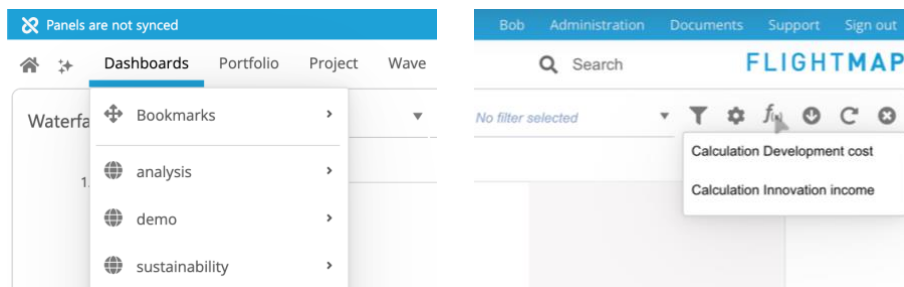 Panels are not synced
Dashboards Portfolio Project Wave
Waterfa
Bookmarks
1.
analysis
demo
sustainability
Bob Administration Documents Support Sign out
Search FLIGHTMAP
No filter selected
Calculation Development cost
Calculation Innovation income